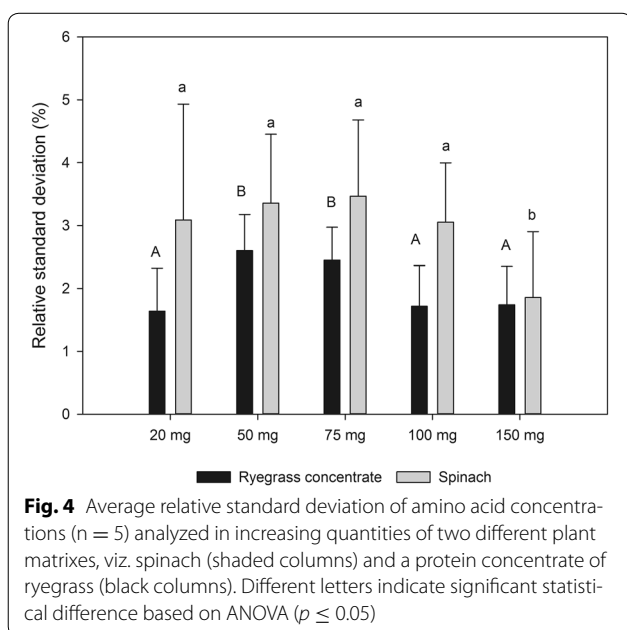 6
5
4
3
2
1
0
Relative standard deviation (%)
A
a
B
a
B
a
A
a
A
b
20 mg
50 mg
75 mg
100 mg
150 mg
Ryegrass concentrate
Spinach
Fig. 4 Average relative standard deviation of amino acid concentra-
tions (n = 5) analyzed in increasing quantities of two different plant
matrixes, viz. spinach (shaded columns) and a protein concentrate of
ryegrass (black columns). Different letters indicate significant statisti-
cal difference based on ANOVA (p ≤ 0.05)